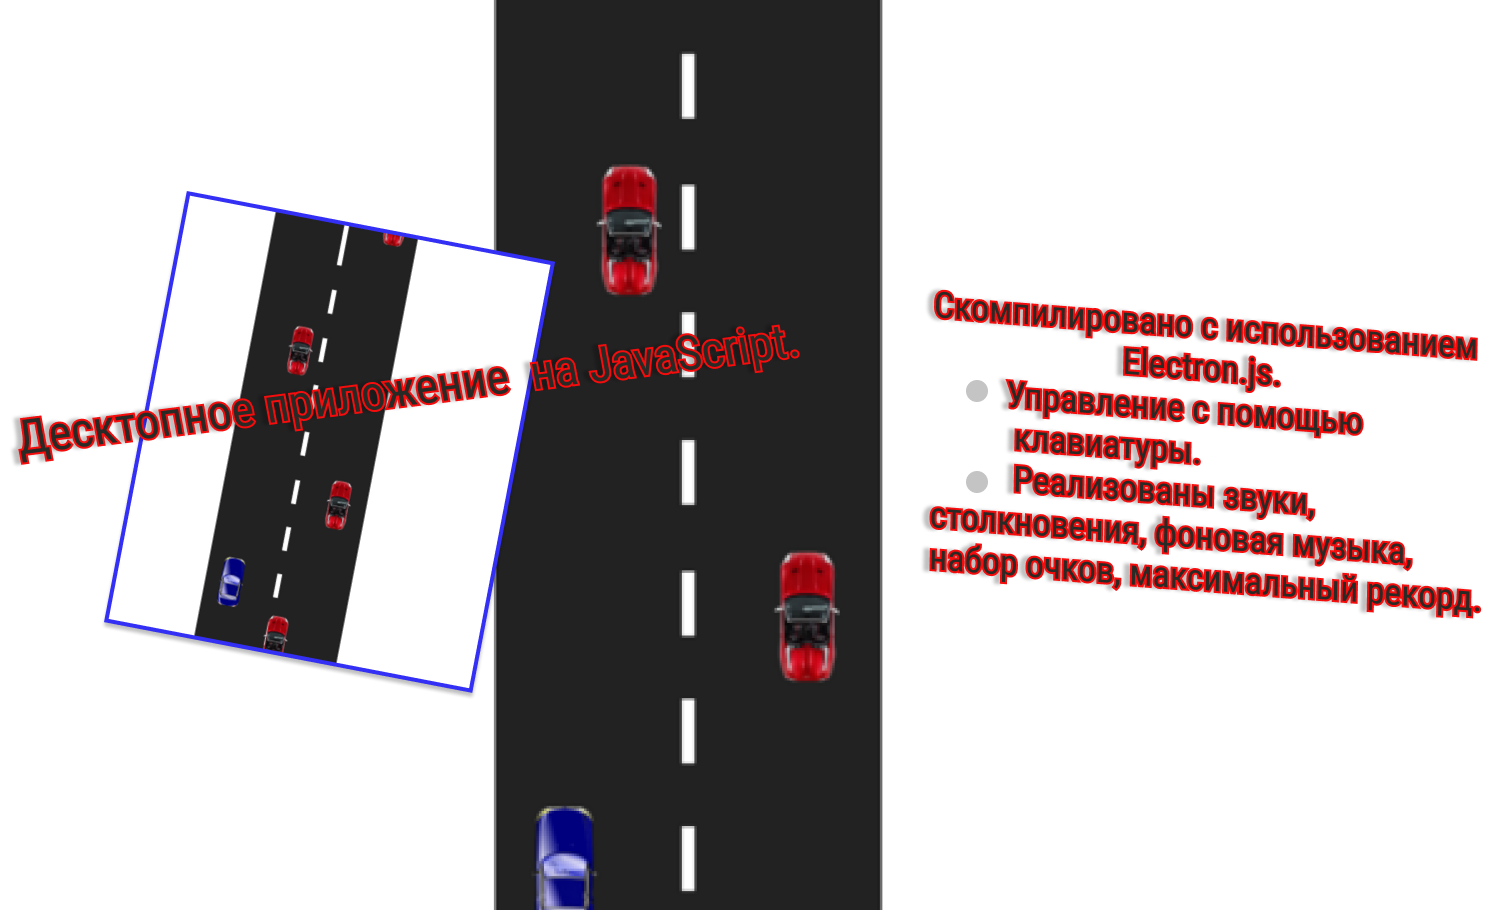 Десктопное приложение на JavaScript.
Скомпилировано с использованием
Electron.js.
Управление с помощью
клавиатуры.
Реализованы звуки,
столкновения, фоновая музыка,
набор очков, максимальный рекорд.